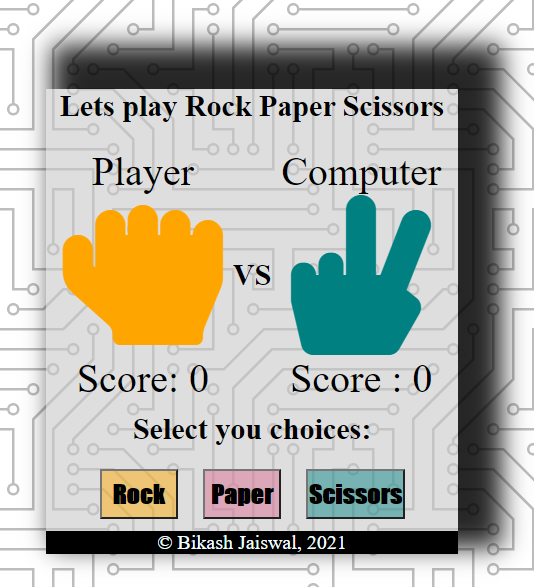 Lets play Rock Paper Scissors
Player Computer
VS
Score: 0 Score : 0
Select you choices:
Rock Paper Scissors
© Bikash Jaiswal, 2021